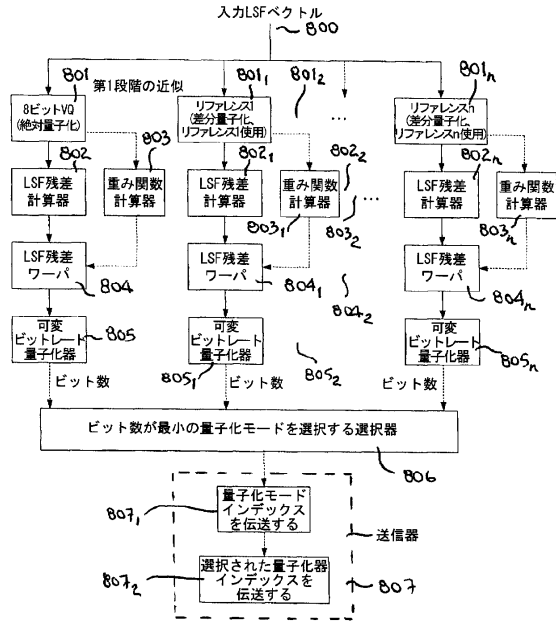 入力LSFベクトル
800
801
第1段階の近似
8ビットVQ
(絶対量子化)
801₁
リファレンス1
(差分量子化、
リファレンス1使用)
801₂
...
801n
リファレンスn
(差分量子化、
リファレンスn使用)
802
LSF残差
計算器
803
重み関数
計算器
802₁
LSF残差
計算器
802₂
重み関数
計算器
803₁
803₂
...
802n
LSF残差
計算器
重み関数
計算器
803n
LSF残差
ワーパ
804
LSF残差
ワーパ
804₁
804₂
LSF残差
ワーパ
804n
可変
ビットレート
量子化器
805
可変
ビットレート
量子化器
805₁
805₂
可変
ビットレート
量子化器
805n
ビット数
ビット数
ビット数
ビット数が最小の量子化モードを選択する選択器
806
807₁
量子化モード
インデックス
を伝送する
送信器
807₂
選択された量子化器
インデックスを
伝送する
807